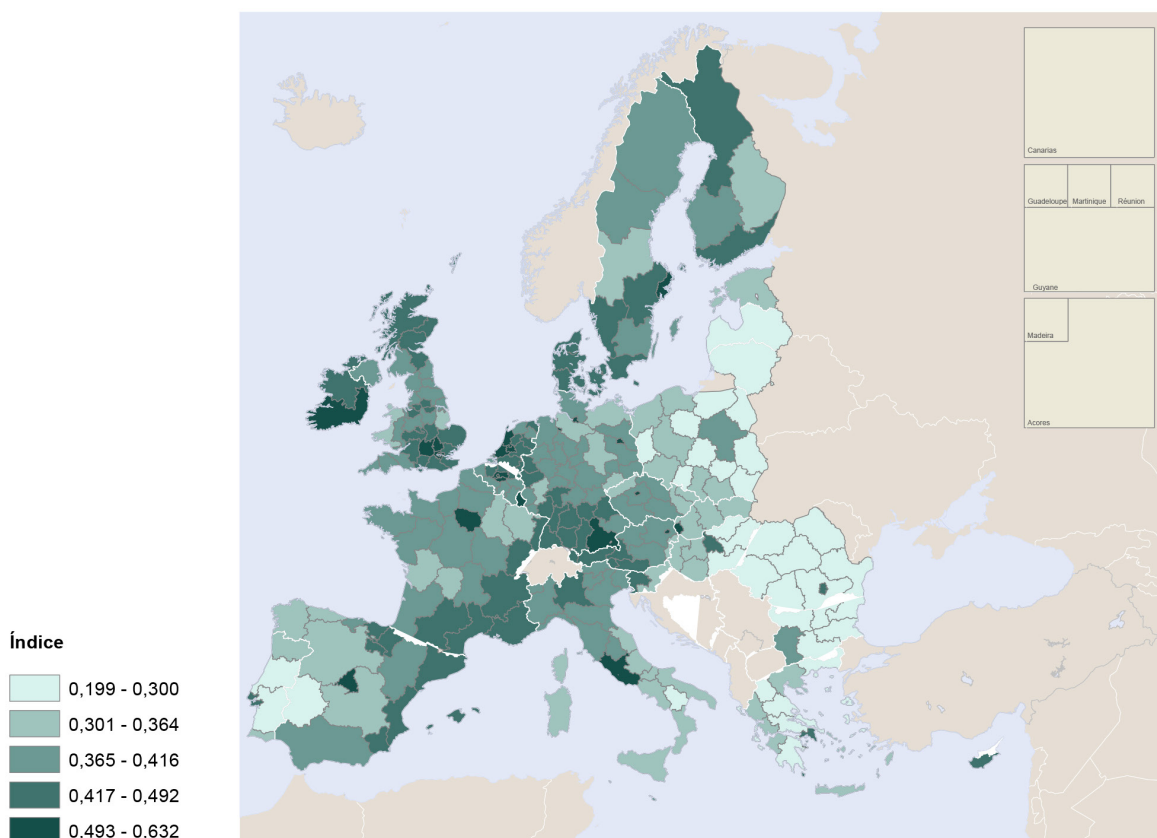 Canarias
Guadeloupe
Martinique
Réunion
Guyane
Madeira
Acores
Índice
0,199 - 0,300
0,301 - 0,364
0,365 - 0,416
0,417 - 0,492
0,493 - 0,632